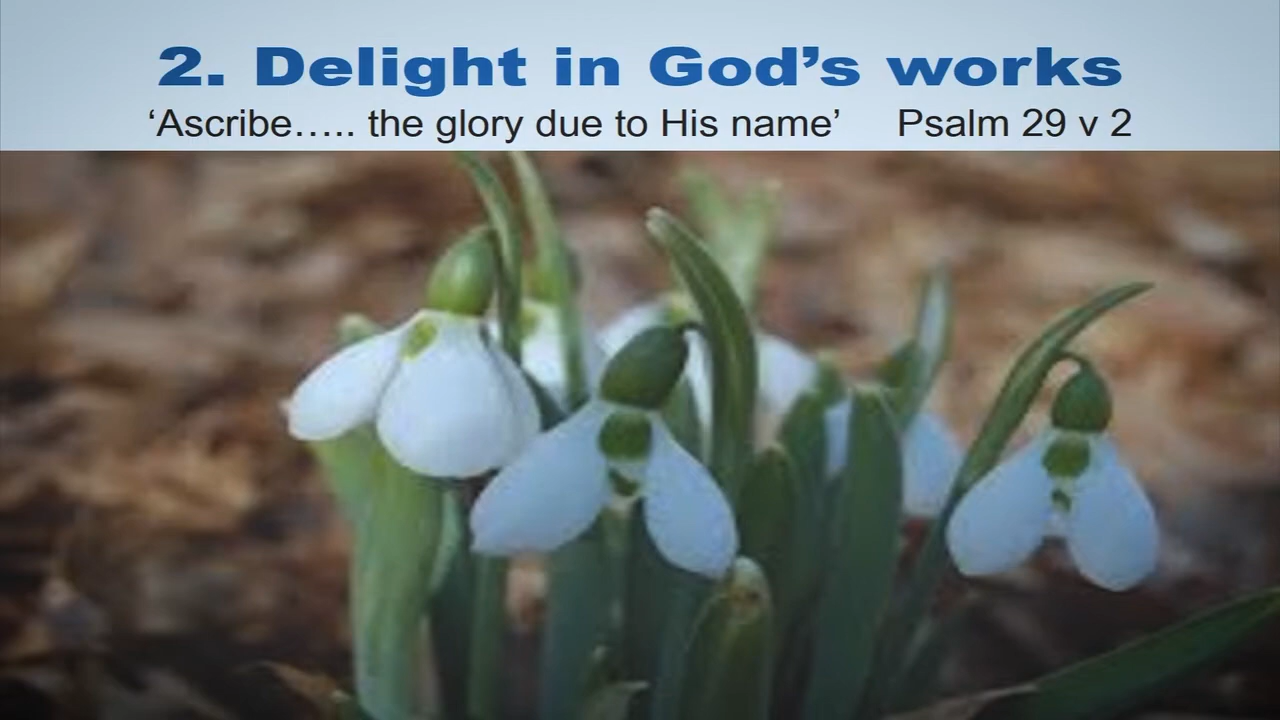 2. Delight in God’s works
‘Ascribe….. the glory due to His name’ Psalm 29 v 2